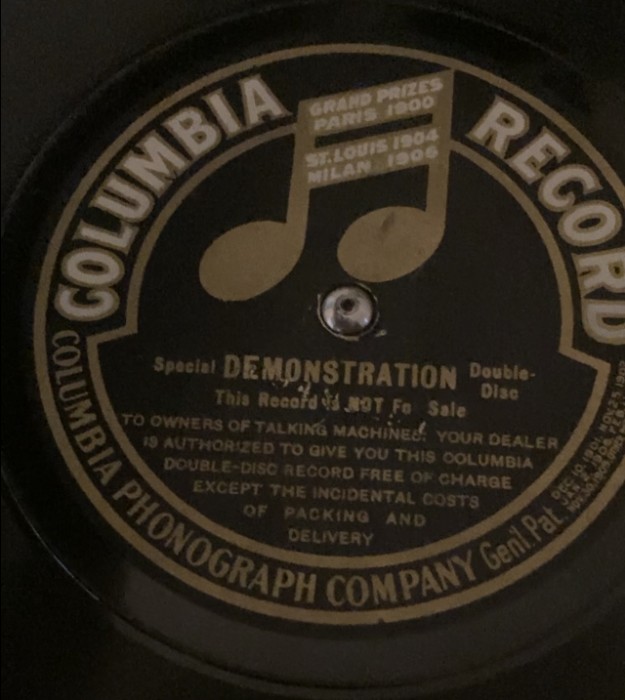 COLUMBIA RECORD
GRAND PRIZES
PARIS 1900
ST. LOUIS 1904
MILAN 1906
Special DEMONSTRATION Double-
Disc
This Record is NOT Fo Sale
TO OWNERS OF TALKING MACHINES: YOUR DEALER
IS AUTHORIZED TO GIVE YOU THIS COLUMBIA
DOUBLE-DISC RECORD FREE OF CHARGE
EXCEPT THE INCIDENTAL COSTS
OF PACKING AND
DELIVERY
COLUMBIA PHONOGRAPH COMPANY Gen'l. Pat.